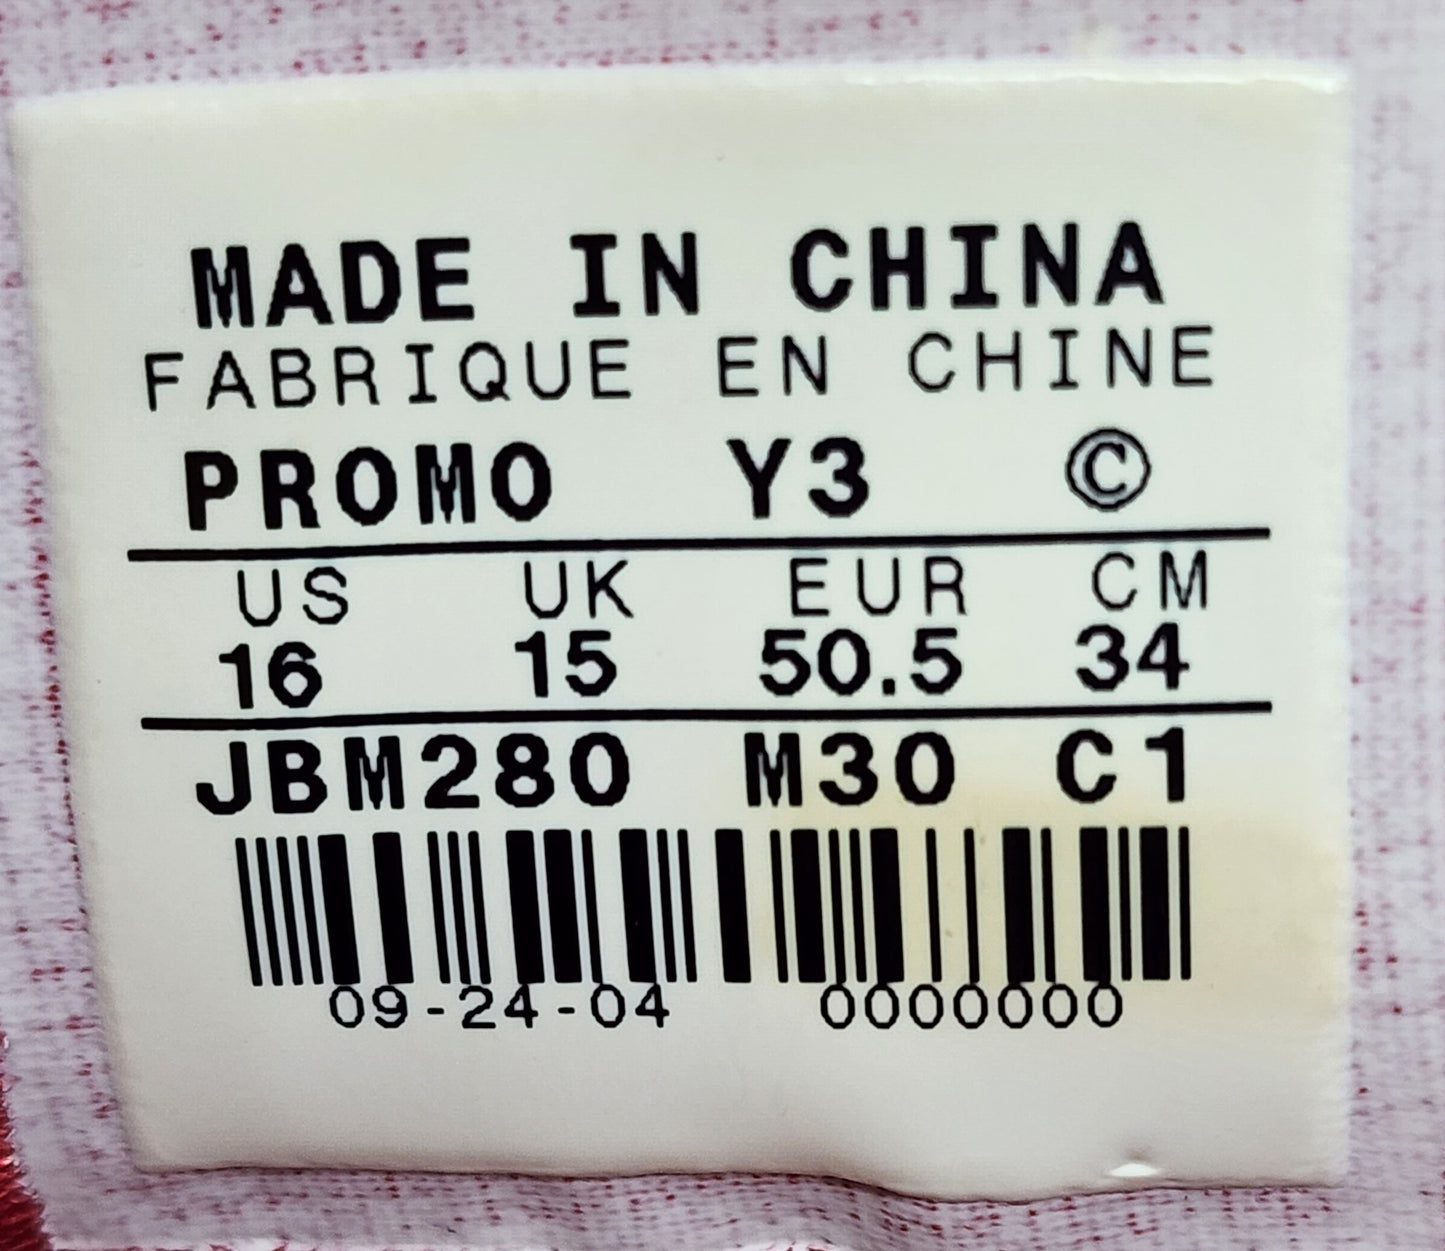 MADE IN CHINA
FABRIQUE EN CHINE
PROMO Y3 ©
US UK EUR CM
16 15 50.5 34
JBM280 M30 C1
09-24-04 0000000